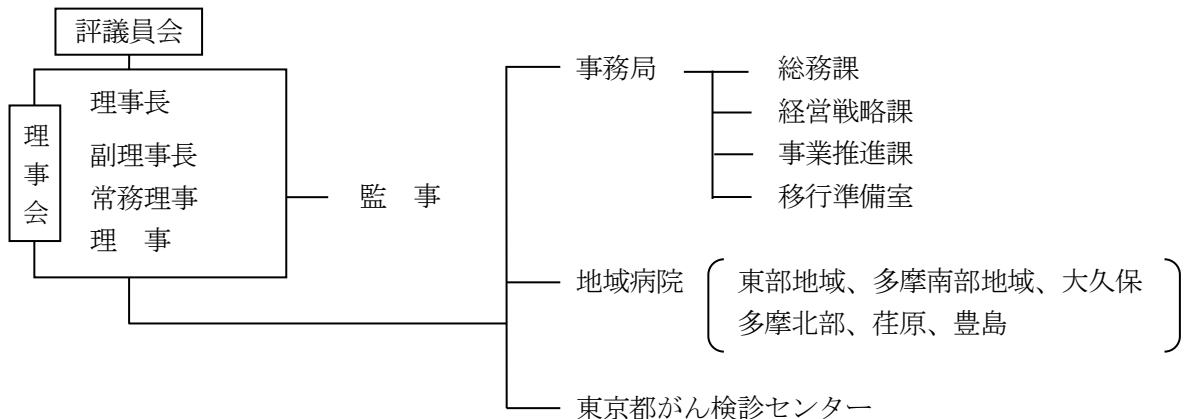 評議員会
理事会
理事長
副理事長
常務理事
理　事
監　事
事務局
総務課
経営戦略課
事業推進課
移行準備室
地域病院
東部地域、多摩南部地域、大久保
多摩北部、荏原、豊島
東京都がん検診センター